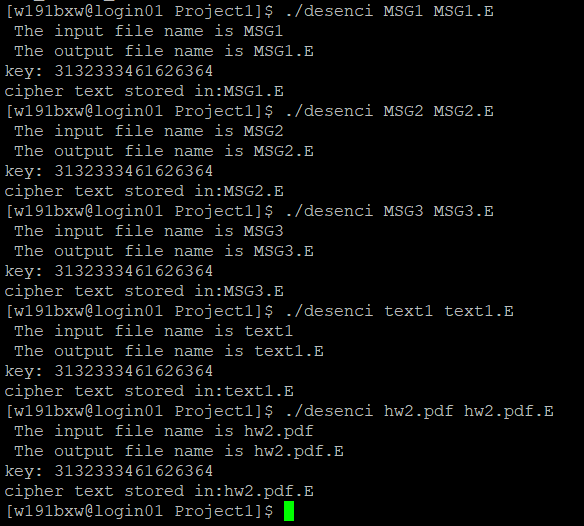 [w191bxw@login01 Project1]$ ./desenci MSG1 MSG1.E
The input file name is MSG1
The output file name is MSG1.E
key: 3132333461626364
cipher text stored in:MSG1.E
[w191bxw@login01 Project1]$ ./desenci MSG2 MSG2.E
The input file name is MSG2
The output file name is MSG2.E
key: 3132333461626364
cipher text stored in:MSG2.E
[w191bxw@login01 Project1]$ ./desenci MSG3 MSG3.E
The input file name is MSG3
The output file name is MSG3.E
key: 3132333461626364
cipher text stored in:MSG3.E
[w191bxw@login01 Project1]$ ./desenci text1 text1.E
The input file name is text1
The output file name is text1.E
key: 3132333461626364
cipher text stored in:text1.E
[w191bxw@login01 Project1]$ ./desenci hw2.pdf hw2.pdf.E
The input file name is hw2.pdf
The output file name is hw2.pdf.E
key: 3132333461626364
cipher text stored in:hw2.pdf.E
[w191bxw@login01 Project1]$